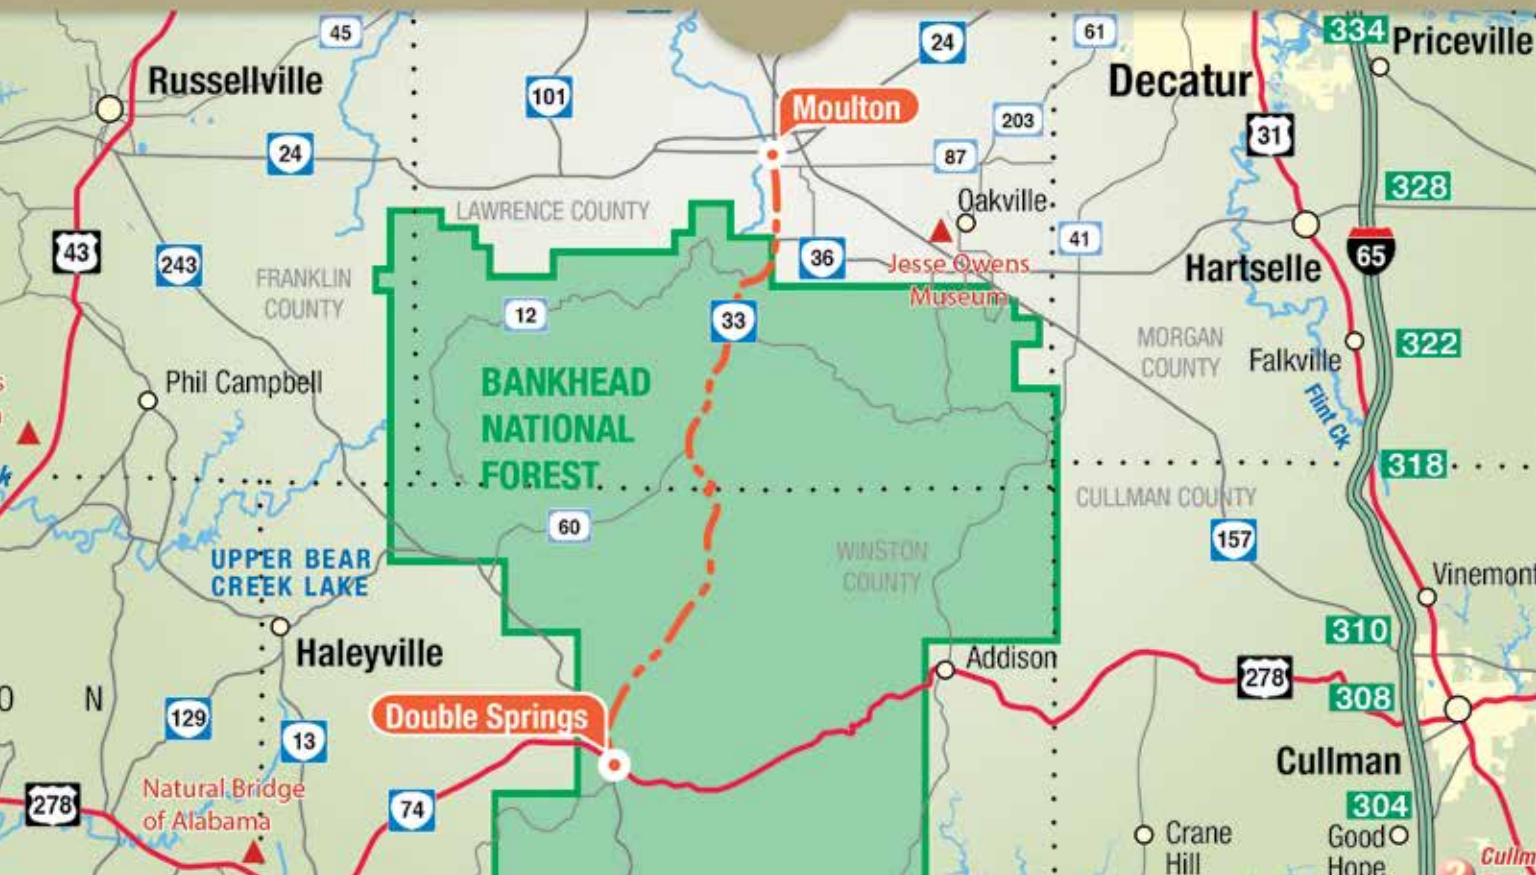 45
24
61
334
Priceville
Russellville
Decatur
101
Moulton
203
31
24
87
328
Oakville
LAWRENCE COUNTY
43
243
41
36
65
Jesse Owens
Museum
Hartselle
FRANKLIN
COUNTY
12
33
MORGAN
COUNTY
Falkville
322
Phil Campbell
BANKHEAD
NATIONAL
FOREST
Flint Ck
318
CULLMAN COUNTY
60
157
UPPER BEAR
CREEK LAKE
WINSTON
COUNTY
Vinemont
310
Haleyville
Addison
278
308
O N
Double Springs
129
13
Cullman
Natural Bridge
of Alabama
278
74
304
Crane
Hill
Good
Hope
Cullm